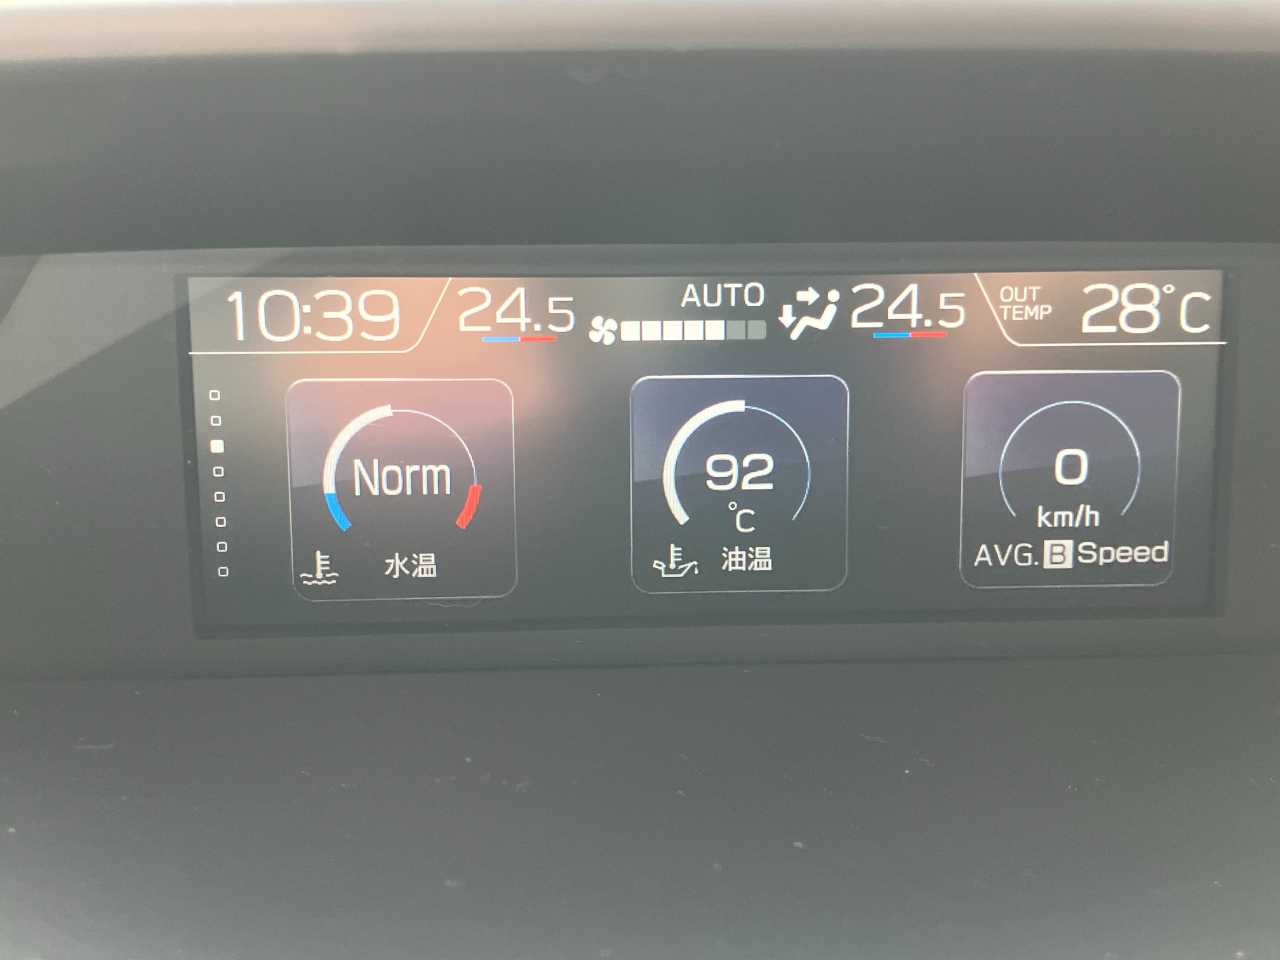 10:39
24.5
AUTO
24.5
OUT
TEMP
28°C
Norm
水温
92
°C
油温
0
km/h
AVG. B Speed